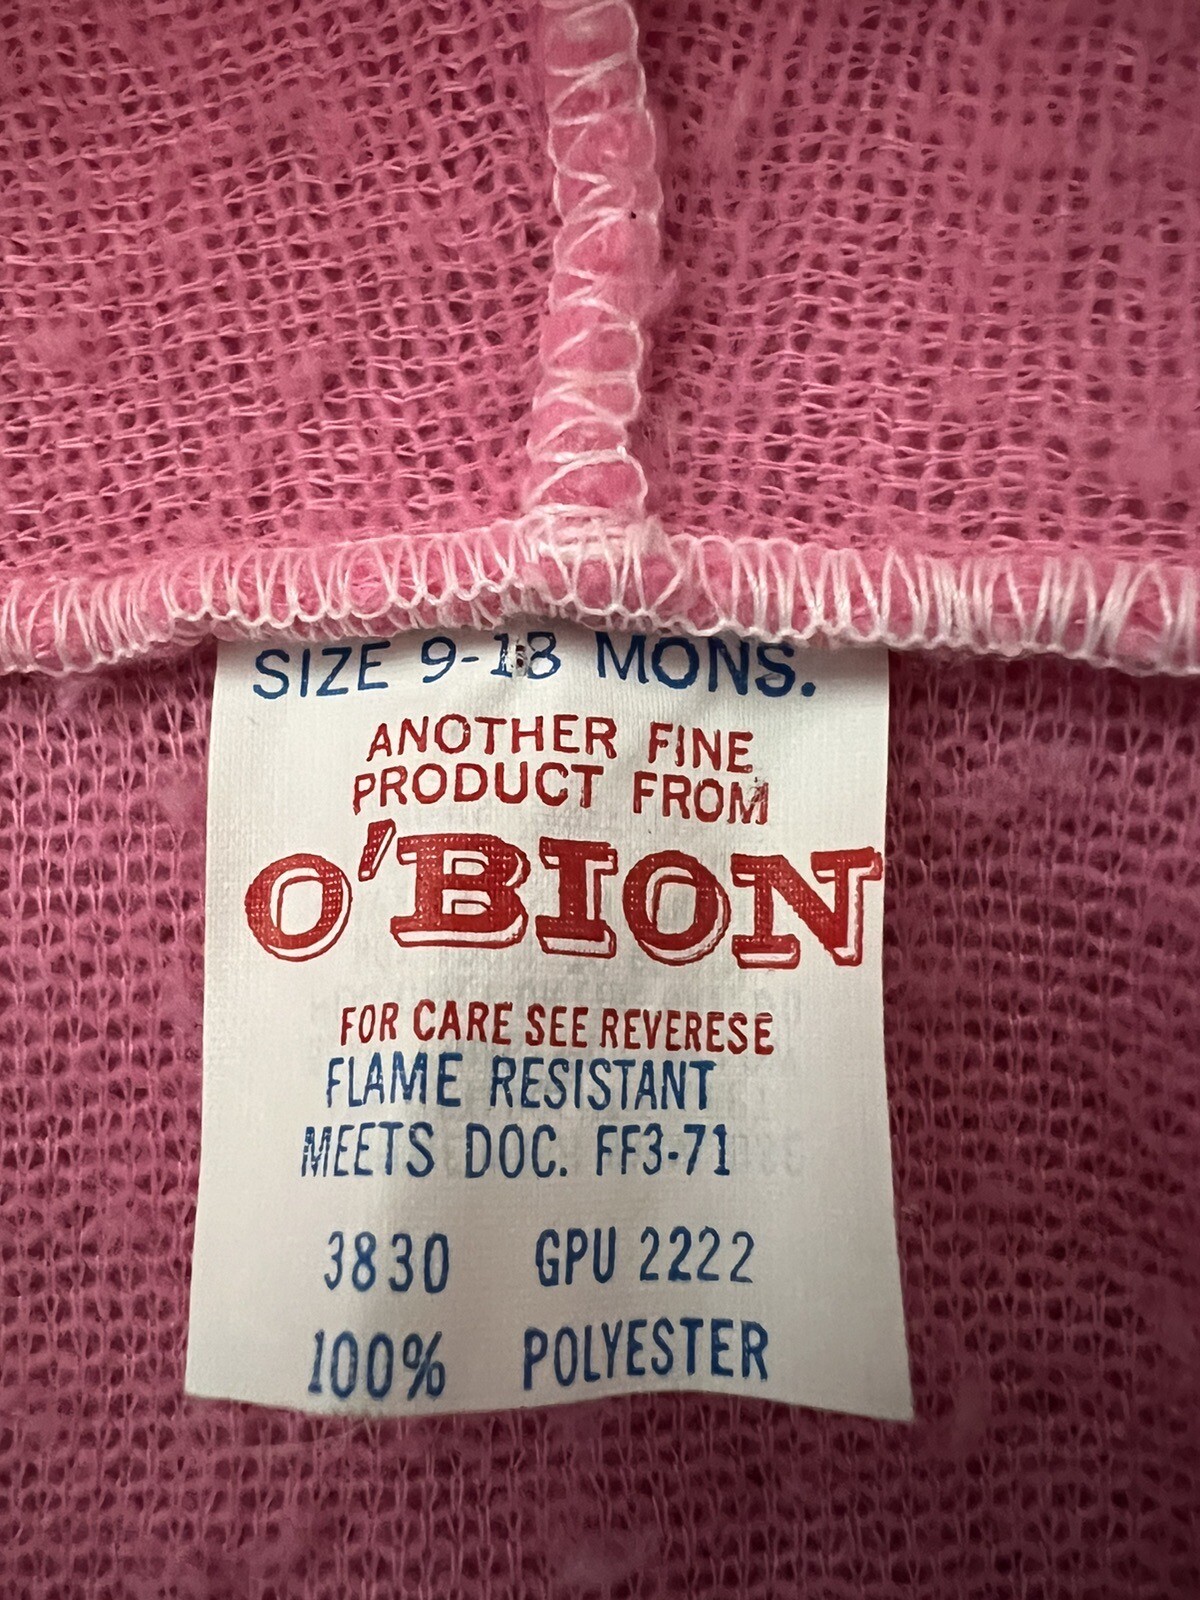 SIZE 9-18 MONS.
ANOTHER FINE
PRODUCT FROM
O'BION
FOR CARE SEE REVERESE
FLAME RESISTANT
MEETS DOC. FF3-71
3830 GPU 2222
100% POLYESTER